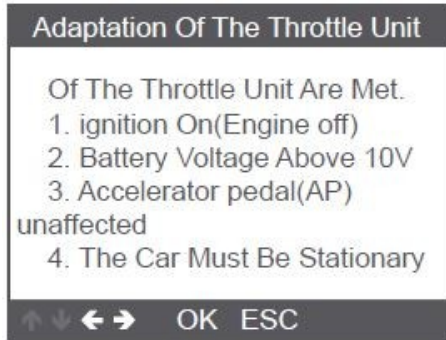 Adaptation Of The Throttle Unit
Of The Throttle Unit Are Met.
1. ignition On(Engine off)
2. Battery Voltage Above 10V
3. Accelerator pedal(AP)
unaffected
4. The Car Must Be Stationary
OK ESC